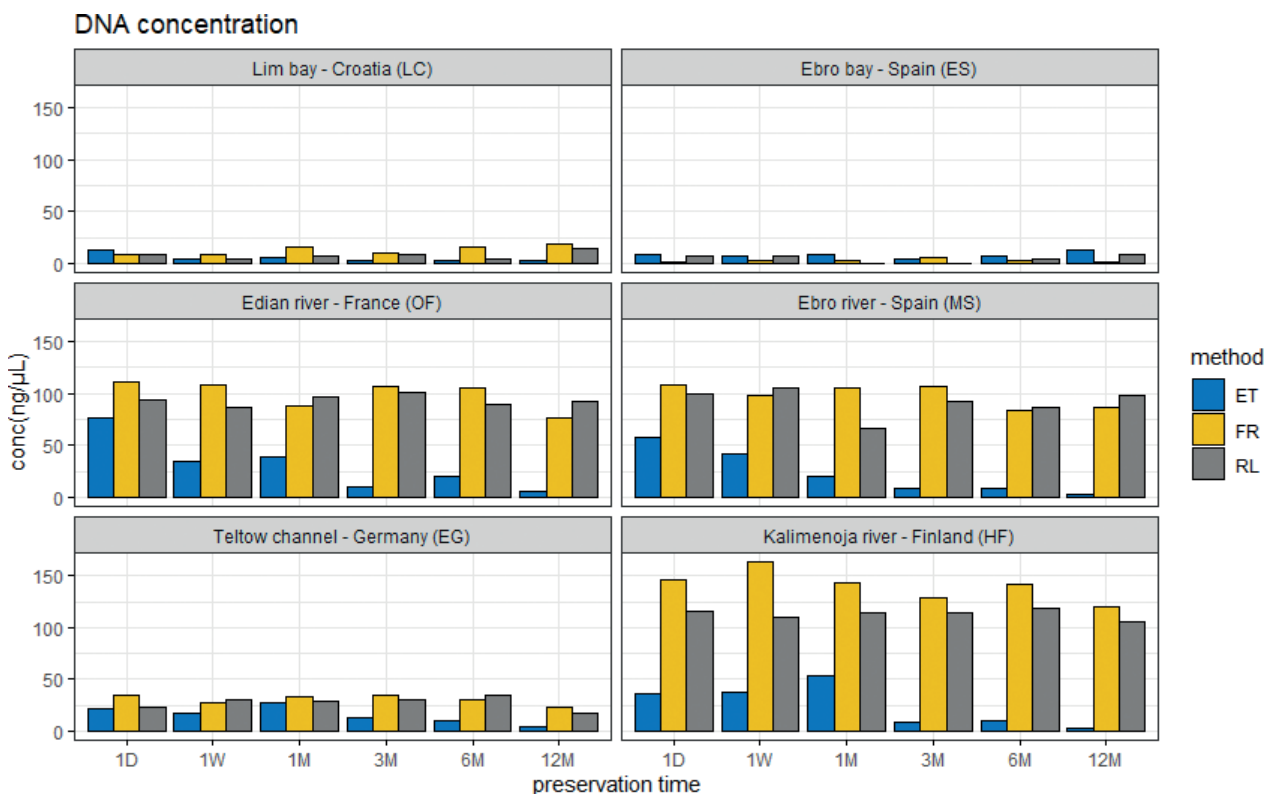 DNA concentration
Lim bay - Croatia (LC)
Ebro bay - Spain (ES)
150
100
50
0
Edian river - France (OF)
Ebro river - Spain (MS)
150
100
50
0
conc(ng/µL)
method
ET
FR
RL
Teltow channel - Germany (EG)
Kalimenoja river - Finland (HF)
150
100
50
0
1D 1W 1M 3M 6M 12M
1D 1W 1M 3M 6M 12M
preservation time